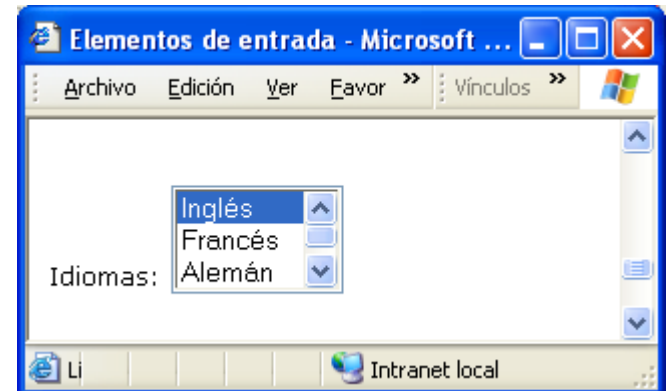 Elementos de entrada - Microsoft ...
Archivo Edición Ver Favor » Vínculos »
Inglés
Francés
Idiomas: Alemán
Li Intranet local